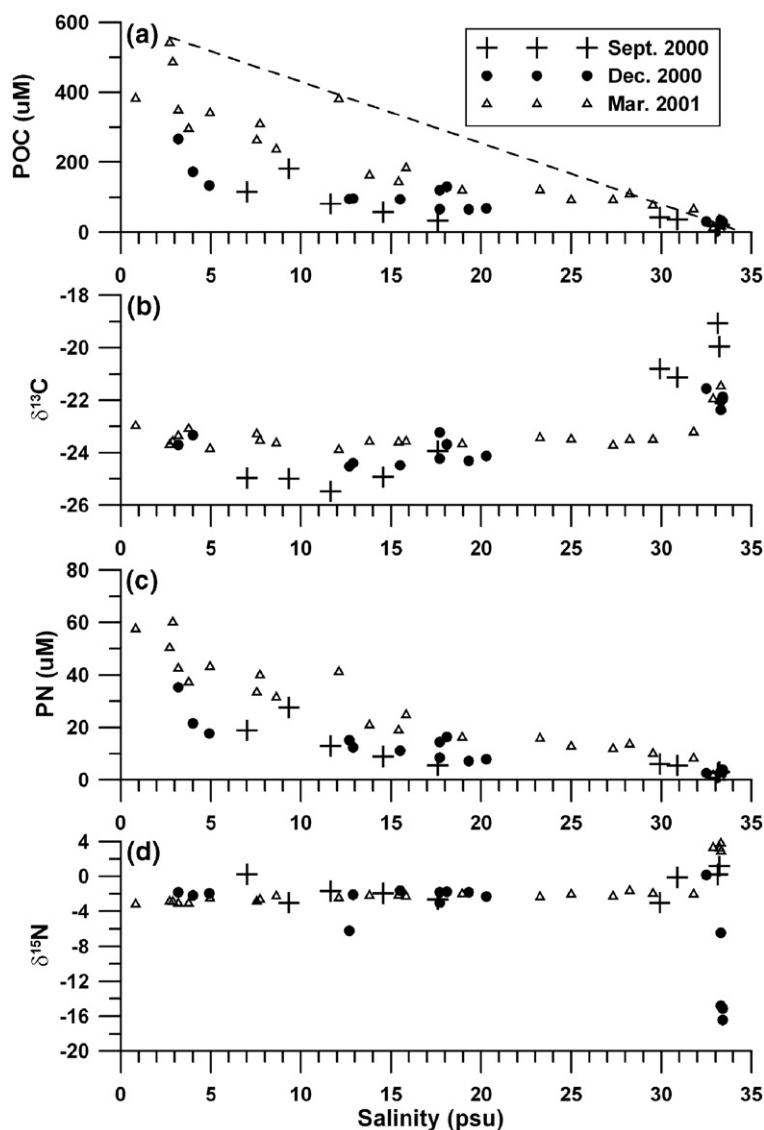 (a)
Sept. 2000
Dec. 2000
Mar. 2001
POC (uM)
600
400
200
0
0 5 10 15 20 25 30 35
(b)
δ¹³C
-18
-20
-22
-24
-26
0 5 10 15 20 25 30 35
(c)
PN (uM)
80
60
40
20
0
0 5 10 15 20 25 30 35
(d)
δ¹⁵N
4
0
-4
-8
-12
-16
-20
0 5 10 15 20 25 30 35
Salinity (psu)